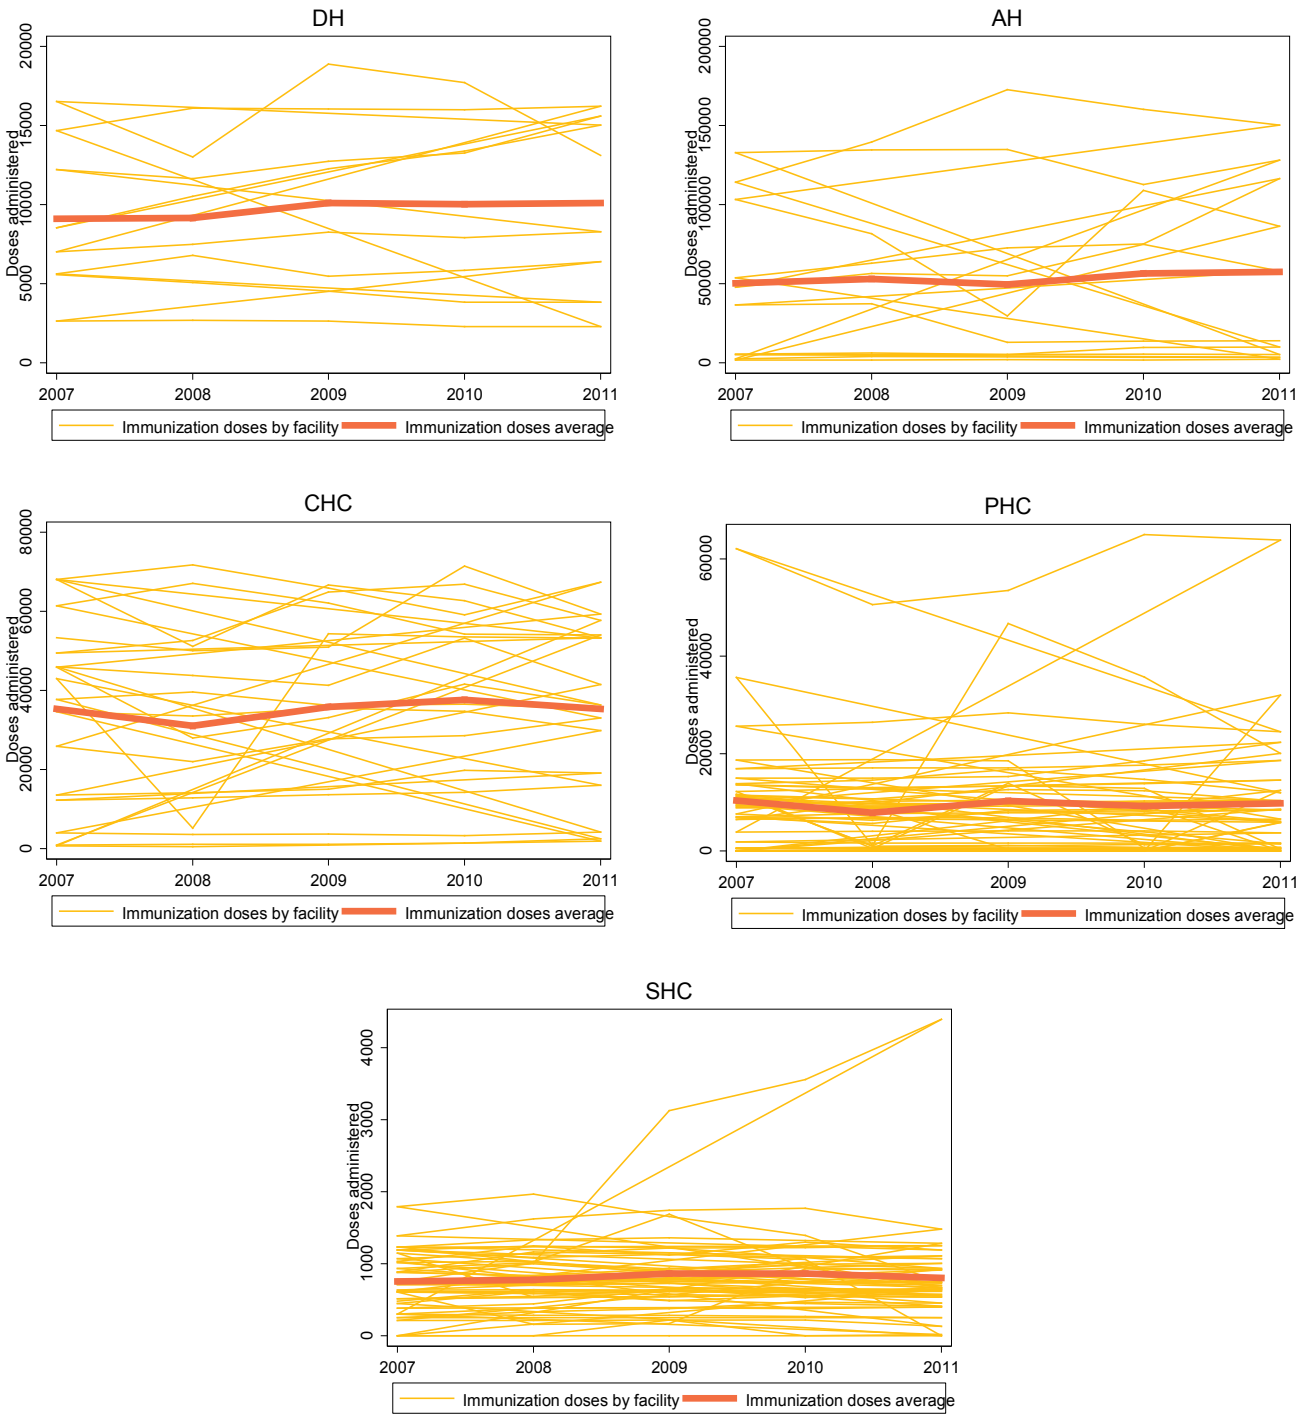 DH
Doses administered
20000
15000
10000
5000
0
2007 2008 2009 2010 2011
Immunization doses by facility Immunization doses average
AH
Doses administered
200000
150000
100000
50000
0
2007 2008 2009 2010 2011
Immunization doses by facility Immunization doses average
CHC
Doses administered
80000
60000
40000
20000
0
2007 2008 2009 2010 2011
Immunization doses by facility Immunization doses average
PHC
Doses administered
60000
40000
20000
0
2007 2008 2009 2010 2011
Immunization doses by facility Immunization doses average
SHC
Doses administered
4000
3000
2000
1000
0
2007 2008 2009 2010 2011
Immunization doses by facility Immunization doses average